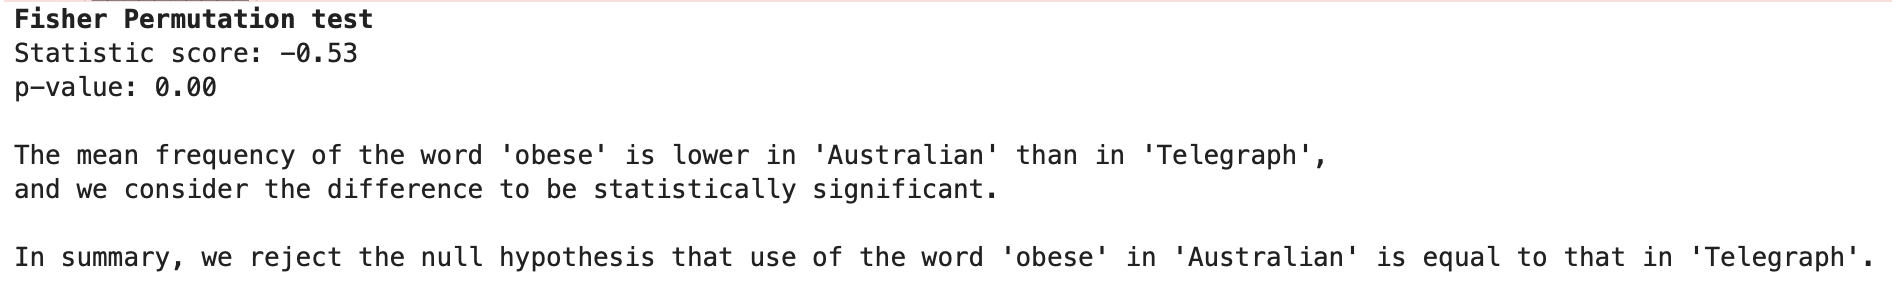 Fisher Permutation test
Statistic score: -0.53
p-value: 0.00
The mean frequency of the word 'obese' is lower in 'Australian' than in 'Telegraph',
and we consider the difference to be statistically significant.
In summary, we reject the null hypothesis that use of the word 'obese' in 'Australian' is equal to that in 'Telegraph'.